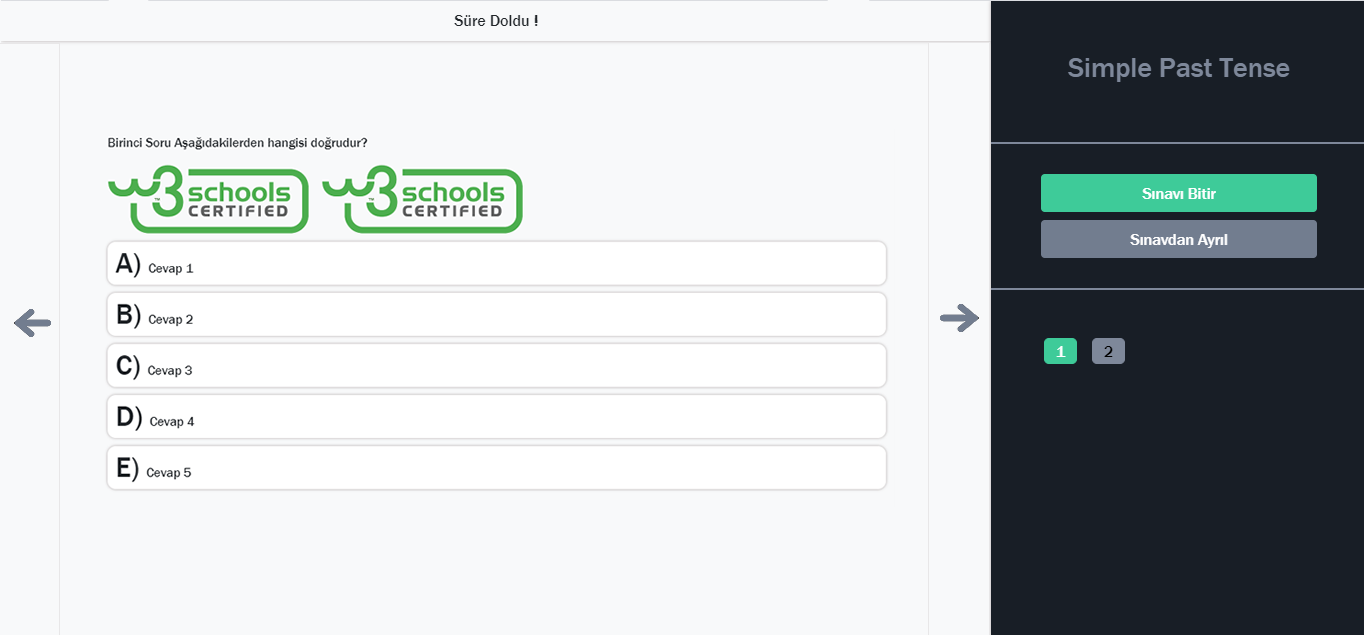 Süre Doldu !
Birinci Soru Aşağıdakilerden hangisi doğrudur?
w3schools CERTIFIED w3schools CERTIFIED
A) Cevap 1
B) Cevap 2
C) Cevap 3
D) Cevap 4
E) Cevap 5
Simple Past Tense
Sınavı Bitir
Sınavdan Ayrıl
1 2